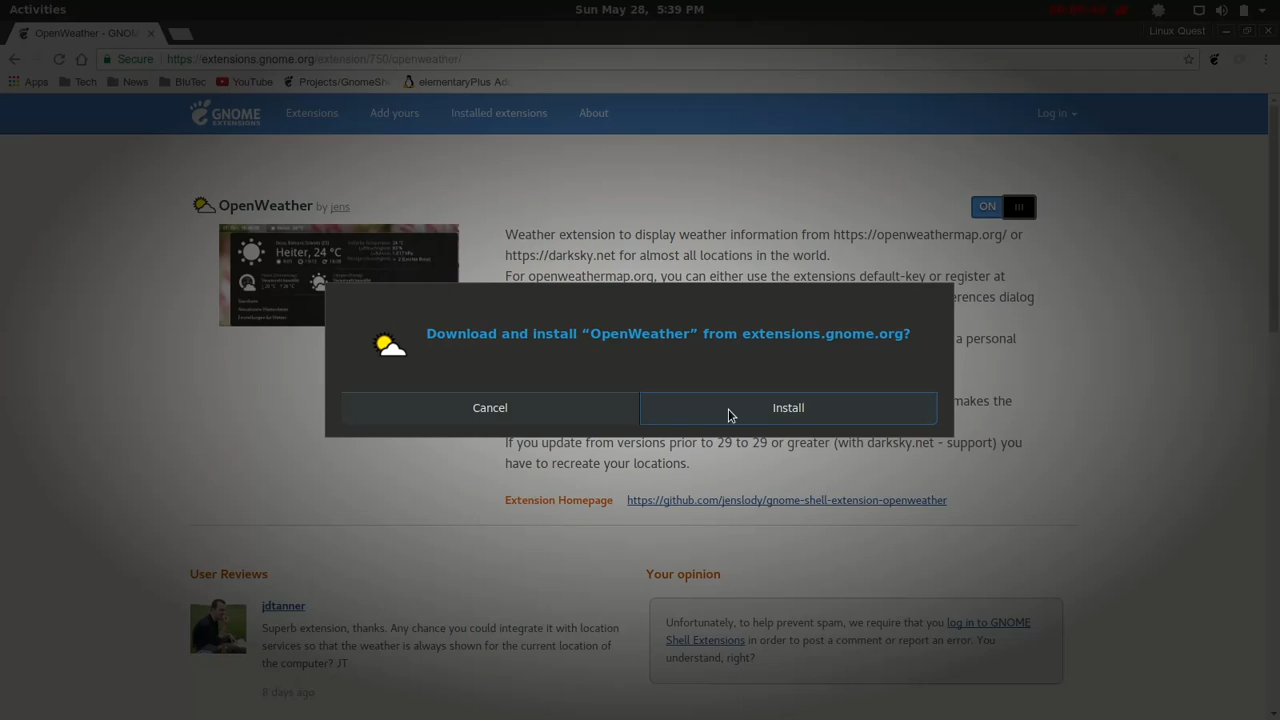 Activities
Sun May 28, 5:39 PM
OpenWeather - GNOM
Linux Quest
Secure
https://extensions.gnome.org/extension/750/openweather/
Apps
Tech
News
BluTec
YouTube
Projects/GnomeSh
elementaryPlus Ad
GNOME
EXTENSIONS
Extensions
Add yours
Installed extensions
About
Log in
OpenWeather by jens
ON
Heiter, 24 °C
Weather extension to display weather information from https://openweathermap.org/ or
https://darksky.net for almost all locations in the world.
For openweathermap.org, you can either use the extensions default-key or register at
erences dialog
a personal
makes the
If you update from versions prior to 29 to 29 or greater (with darksky.net - support) you
have to recreate your locations.
Download and install “OpenWeather” from extensions.gnome.org?
Cancel
Install
Extension Homepage
https://github.com/jenslody/gnome-shell-extension-openweather
User Reviews
jdtanner
Superb extension, thanks. Any chance you could integrate it with location
services so that the weather is always shown for the current location of
the computer? JT
8 days ago
Your opinion
Unfortunately, to help prevent spam, we require that you log in to GNOME
Shell Extensions in order to post a comment or report an error. You
understand, right?